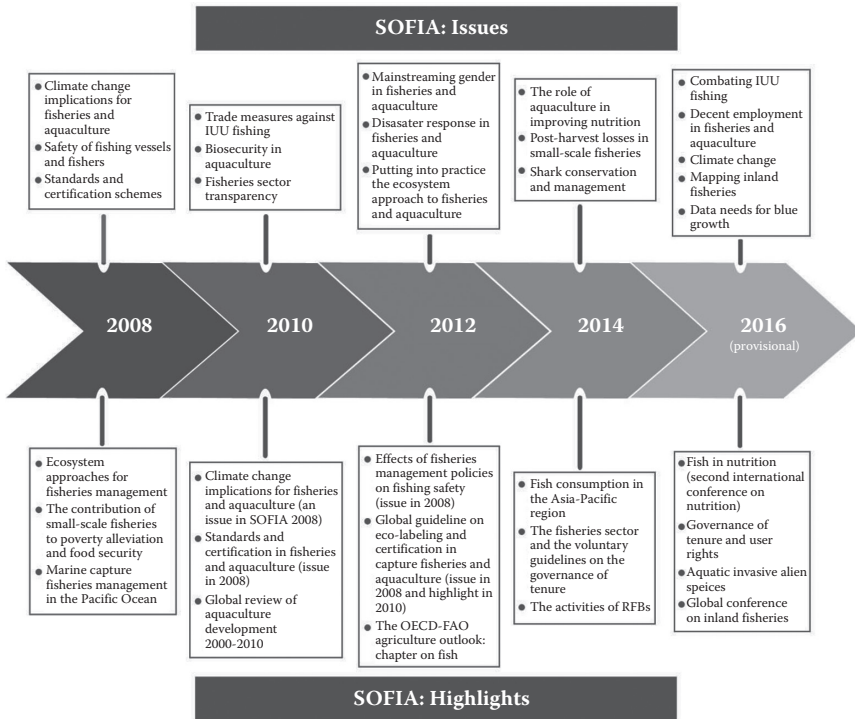 SOFIA: Issues
Climate change
implications for
fisheries and
aquaculture
Safety of fishing vessels
and fishers
Standards and
certification schemes
Trade measures against
IUU fishing
Biosecurity in
aquaculture
Fisheries sector
transparency
Mainstreaming gender
in fisheries and
aquaculture
Disasater response in
fisheries and
aquaculture
Putting into practice
the ecosystem
approach to fisheries
and aquaculture
The role of
aquaculture in
improving nutrition
Post-harvest losses in
small-scale fisheries
Shark conservation
and management
Combating IUU
fishing
Decent employment
in fisheries and
aquaculture
Climate change
Mapping inland
fisheries
Data needs for blue
growth
2008
2010
2012
2014
2016
(provisional)
Ecosystem
approaches for
fisheries management
The contribution of
small-scale fisheries
to poverty alleviation
and food security
Marine capture
fisheries management
in the Pacific Ocean
Climate change
implications for fisheries
and aquaculture (an
issue in SOFIA 2008)
Standards and
certification in fisheries
and aquaculture (issue
in 2008)
Global review of
aquaculture
development
2000-2010
Effects of fisheries
management policies
on fishing safety
(issue in 2008)
Global guideline on
eco-labeling and
certification in
capture fisheries and
aquaculture (issue in
2008 and highlight in
2010)
The OECD-FAO
agriculture outlook:
chapter on fish
Fish consumption in
the Asia-Pacific
region
The fisheries sector
and the voluntary
guidelines on the
governance of
tenure
The activities of RFBs
Fish in nutrition
(second international
conference on
nutrition)
Governance of
tenure and user
rights
Aquatic invasive alien
speices
Global conference
on inland fisheries
SOFIA: Highlights